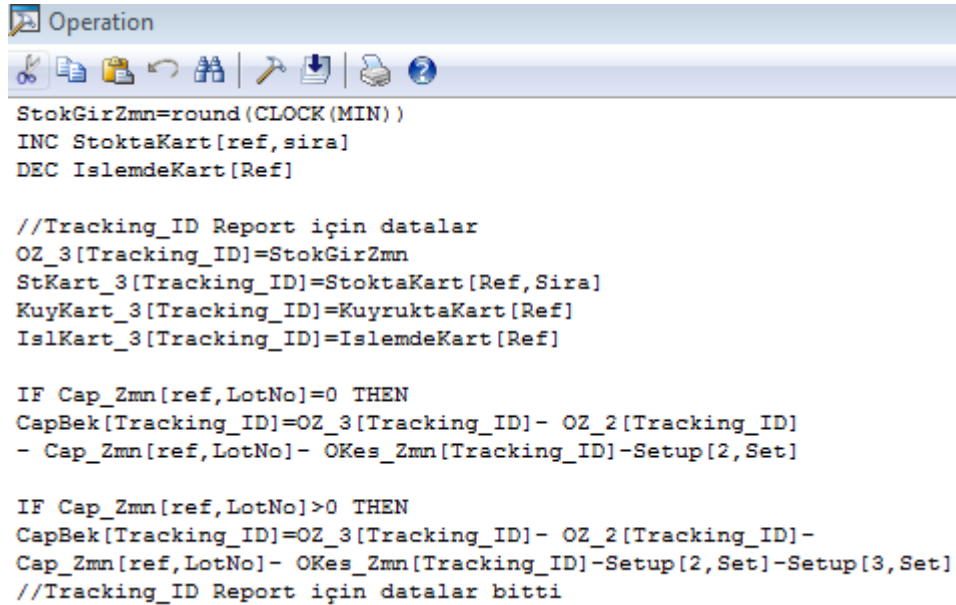 Operation
StokGirZmn=round(CLOCK(MIN))
INC StoktaKart[ref,sira]
DEC IslemdeKart[Ref]
//Tracking_ID Report için datalar
OZ_3[Tracking_ID]=StokGirZmn
StKart_3[Tracking_ID]=StoktaKart[Ref,Sira]
KuyKart_3[Tracking_ID]=KuyruktaKart[Ref]
IslKart_3[Tracking_ID]=IslemdeKart[Ref]
IF Cap_Zmn[ref,LotNo]=0 THEN
CapBek[Tracking_ID]=OZ_3[Tracking_ID]- OZ_2[Tracking_ID]
- Cap_Zmn[ref,LotNo]- OKes_Zmn[Tracking_ID]-Setup[2,Set]
IF Cap_Zmn[ref,LotNo]>0 THEN
CapBek[Tracking_ID]=OZ_3[Tracking_ID]- OZ_2[Tracking_ID]-
Cap_Zmn[ref,LotNo]- OKes_Zmn[Tracking_ID]-Setup[2,Set]-Setup[3,Set]
//Tracking_ID Report için datalar bitti